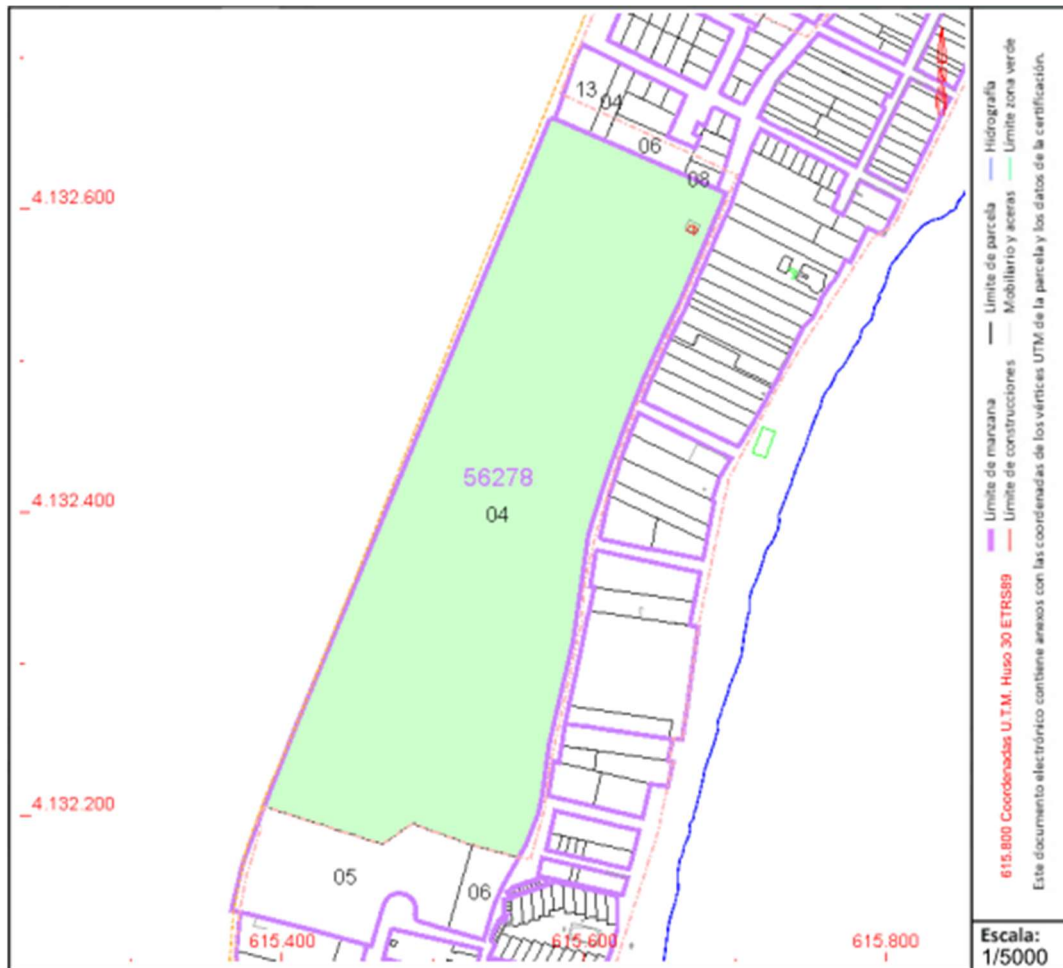 13
04
06
08
4.132.600
56278
04
4.132.400
4.132.200
05
06
615.400
615.600
615.800
Límite de manzana
Límite de parcela
Hidrografía
Límite de construcciones
Mobiliario y aceras
Límite zona verde
615.800 Coordenadas U.T.M. Huso 30 ETRS89
Este documento electrónico contiene anexos con las coordenadas de los vértices UTM de la parcela y los datos de la certificación.
Escala:
1/5000